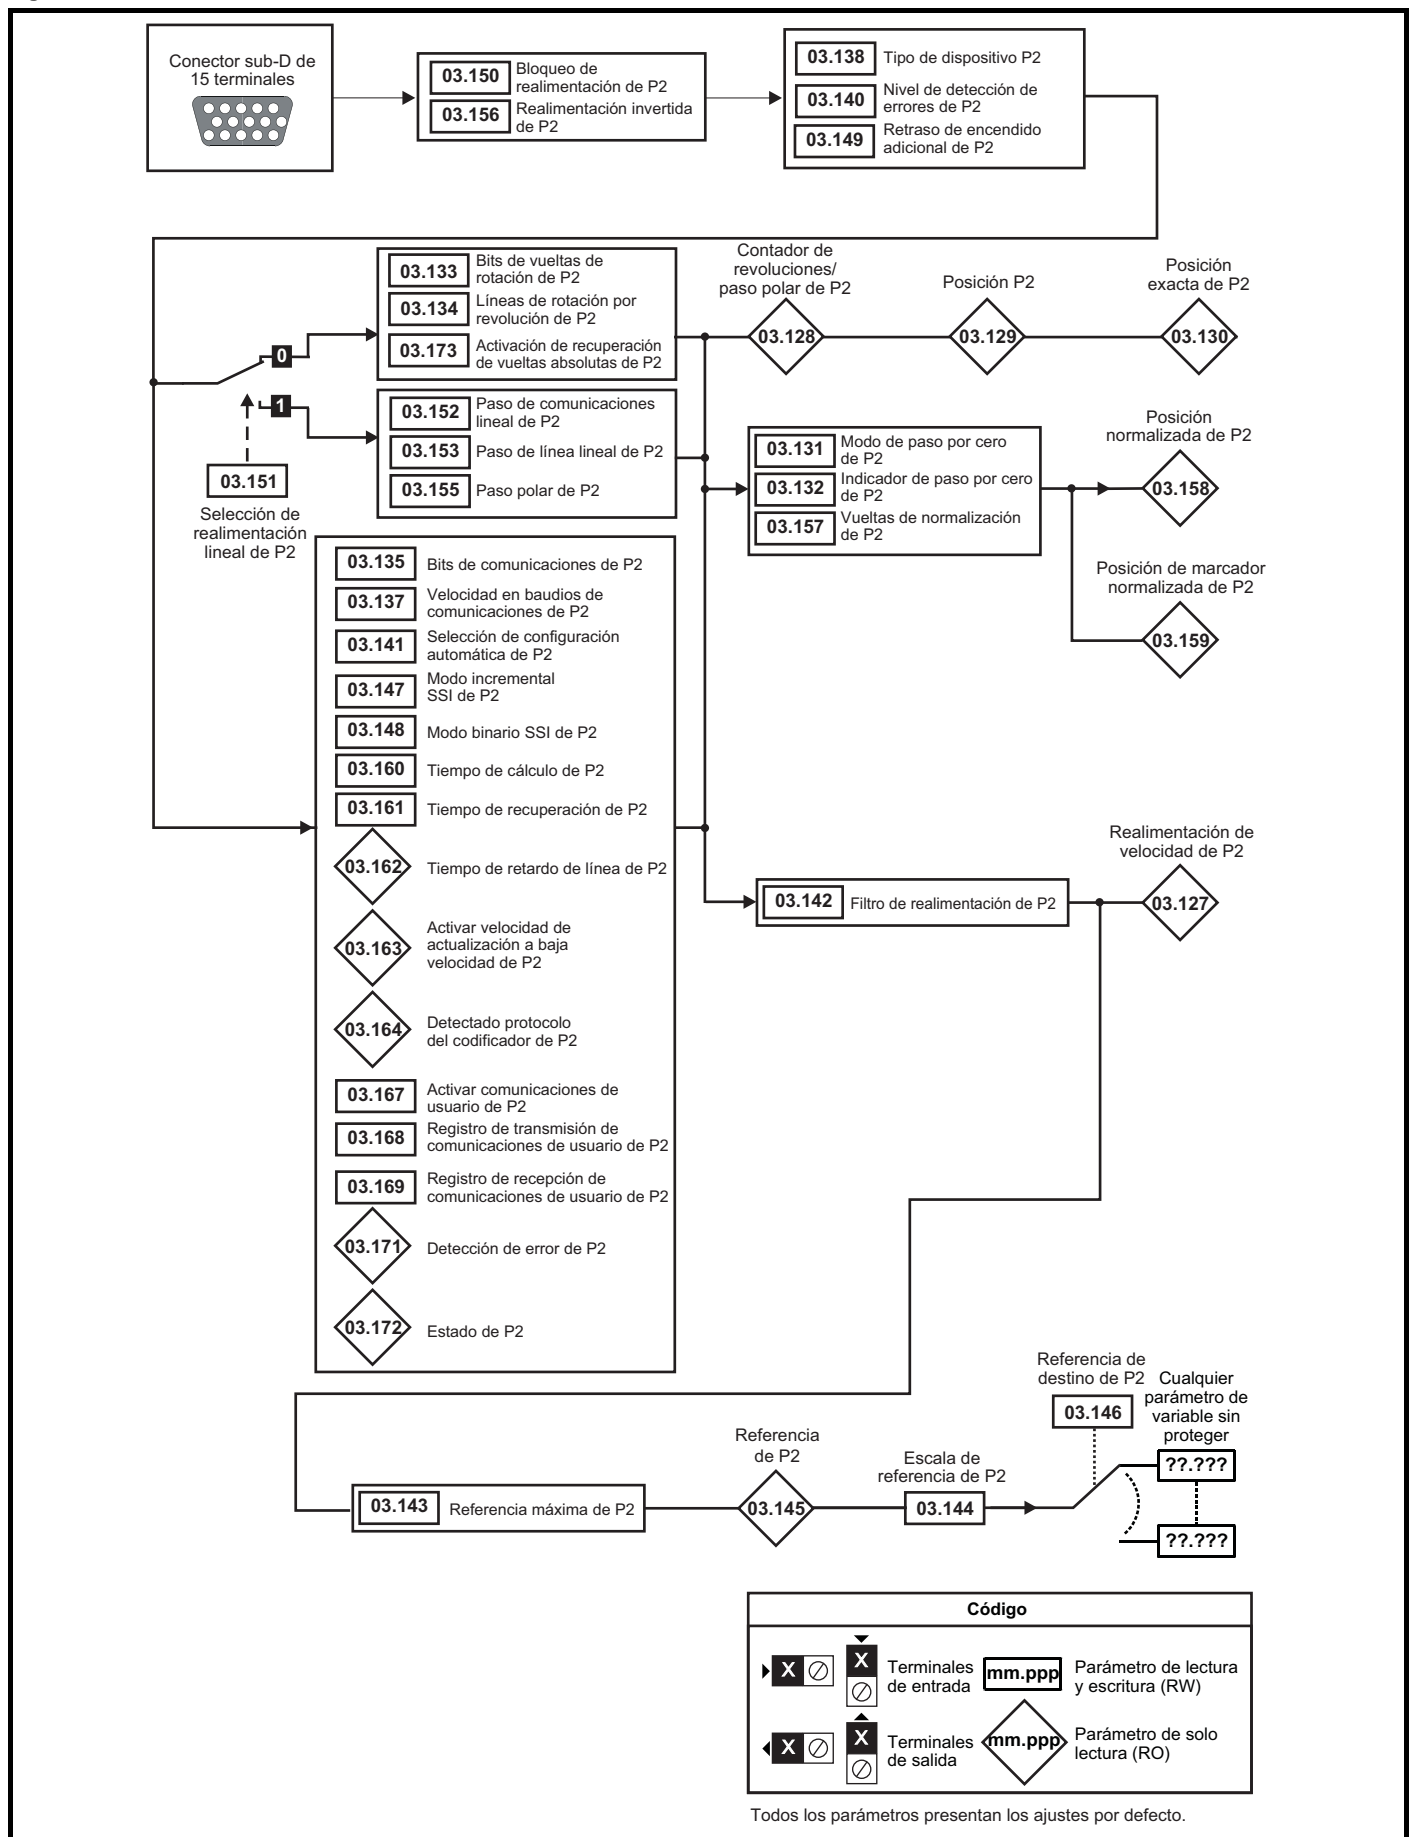 Conector sub-D de
15 terminales
03.150
Bloqueo de
realimentación de P2
03.156
Realimentación invertida
de P2
03.138
Tipo de dispositivo P2
03.140
Nivel de detección de
errores de P2
03.149
Retraso de encendido
adicional de P2
03.133
Bits de vueltas de
rotación de P2
03.134
Líneas de rotación por
revolución de P2
03.173
Activación de recuperación
de vueltas absolutas de P2
Contador de
revoluciones/
paso polar de P2
03.128
Posición P2
03.129
Posición
exacta de P2
03.130
0
1
03.151
Selección de
realimentación
lineal de P2
03.152
Paso de comunicaciones
lineal de P2
03.153
Paso de línea lineal de P2
03.155
Paso polar de P2
03.131
Modo de paso por cero
de P2
03.132
Indicador de paso por cero
de P2
03.157
Vueltas de normalización
de P2
Posición
normalizada de P2
03.158
Posición de marcador
normalizada de P2
03.159
03.135
Bits de comunicaciones de P2
03.137
Velocidad en baudios de
comunicaciones de P2
03.141
Selección de configuración
automática de P2
03.147
Modo incremental
SSI de P2
03.148
Modo binario SSI de P2
03.160
Tiempo de cálculo de P2
03.161
Tiempo de recuperación de P2
03.162
Tiempo de retardo de línea de P2
03.163
Activar velocidad de
actualización a baja
velocidad de P2
03.164
Detectado protocolo
del codificador de P2
03.167
Activar comunicaciones de
usuario de P2
03.168
Registro de transmisión de
comunicaciones de usuario de P2
03.169
Registro de recepción de
comunicaciones de usuario de P2
03.171
Detección de error de P2
03.172
Estado de P2
03.142
Filtro de realimentación de P2
Realimentación de
velocidad de P2
03.127
03.143
Referencia máxima de P2
Referencia
de P2
03.145
Escala de
referencia de P2
03.144
Referencia de
destino de P2
03.146
Cualquier
parámetro de
variable sin
proteger
??.???
??.???
Código
X
X
Terminales
de entrada
mm.ppp
Parámetro de lectura
y escritura (RW)
X
X
Terminales
de salida
mm.ppp
Parámetro de solo
lectura (RO)
Todos los parámetros presentan los ajustes por defecto.